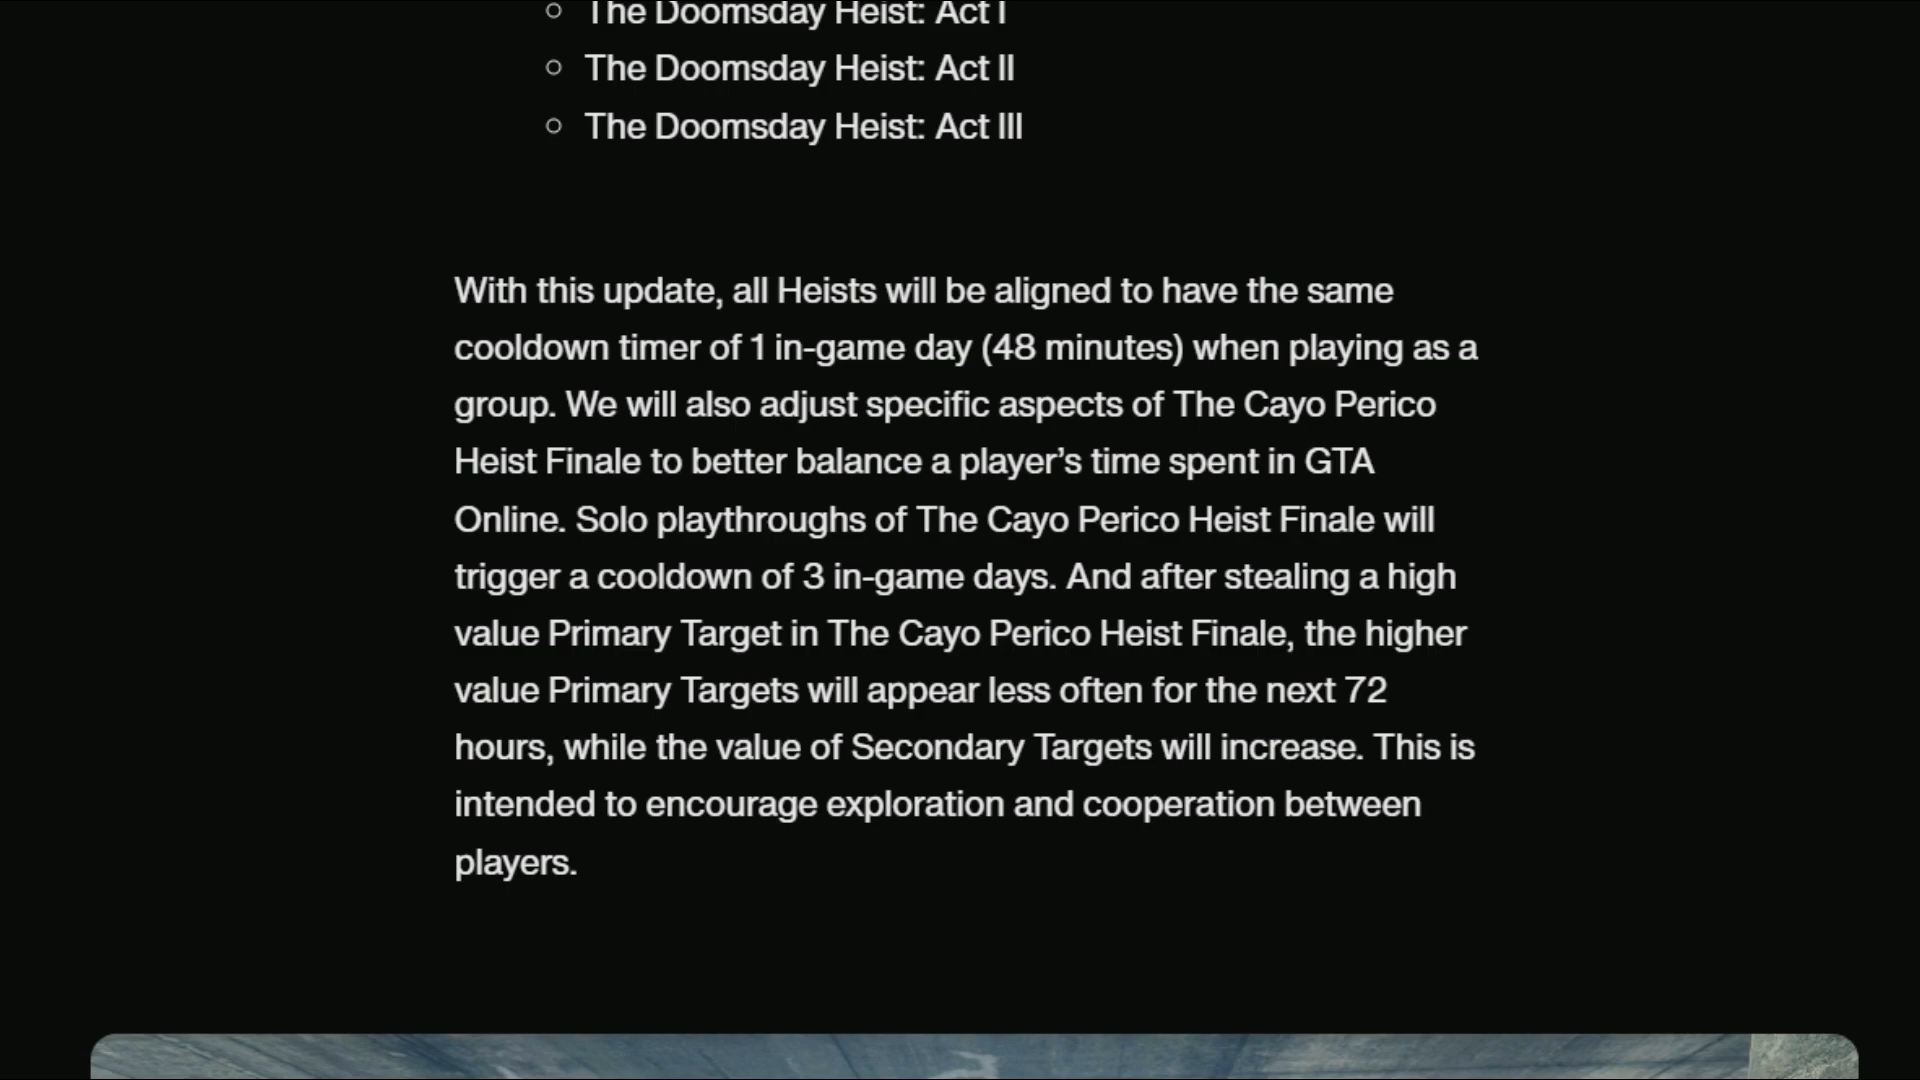 The Doomsday Heist: Act I
The Doomsday Heist: Act II
The Doomsday Heist: Act III
With this update, all Heists will be aligned to have the same
cooldown timer of 1 in-game day (48 minutes) when playing as a
group. We will also adjust specific aspects of The Cayo Perico
Heist Finale to better balance a player’s time spent in GTA
Online. Solo playthroughs of The Cayo Perico Heist Finale will
trigger a cooldown of 3 in-game days. And after stealing a high
value Primary Target in The Cayo Perico Heist Finale, the higher
value Primary Targets will appear less often for the next 72
hours, while the value of Secondary Targets will increase. This is
intended to encourage exploration and cooperation between
players.